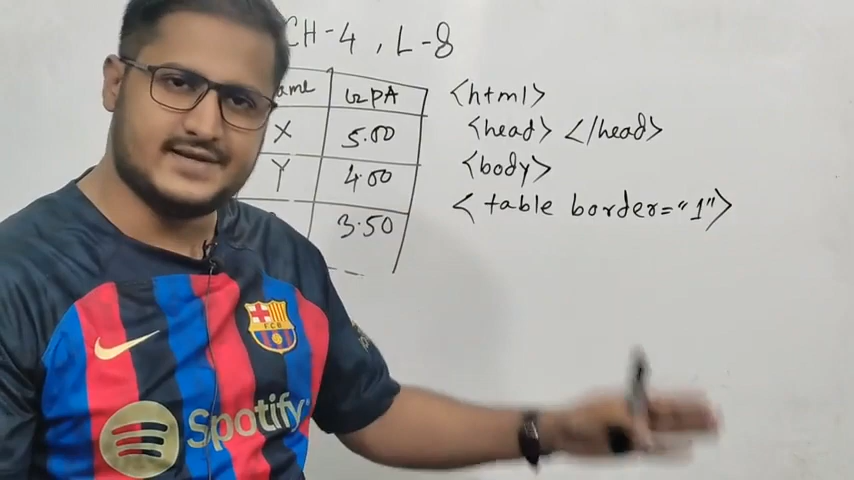 CH-4, L-8
GPA
X 5.00
Y 4.00
3.50
<html>
<head> </head>
<body>
<table border="1">
FCB
Spotify